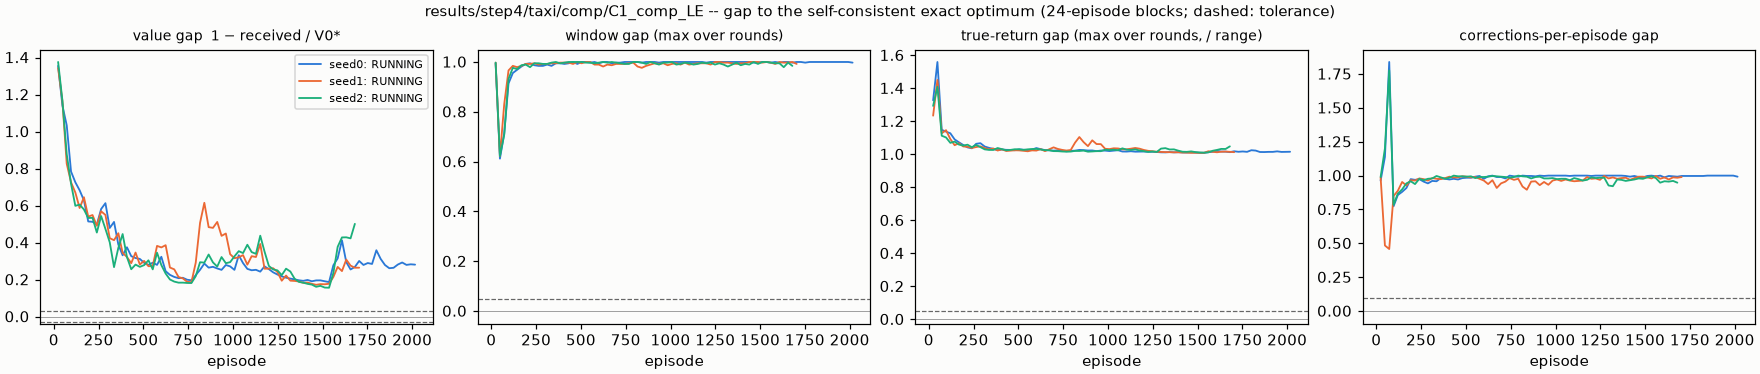 results/step4/taxi/comp/C1_comp_LE -- gap to the self-consistent exact optimum (24-episode blocks; dashed: tolerance)
value gap 1 − received / V0*
1.4
1.2
1.0
0.8
0.6
0.4
0.2
0.0
seed0: RUNNING
seed1: RUNNING
seed2: RUNNING
0 250 500 750 1000 1250 1500 1750 2000
episode
window gap (max over rounds)
1.0
0.8
0.6
0.4
0.2
0.0
0 250 500 750 1000 1250 1500 1750 2000
episode
true-return gap (max over rounds, / range)
1.6
1.4
1.2
1.0
0.8
0.6
0.4
0.2
0.0
0 250 500 750 1000 1250 1500 1750 2000
episode
corrections-per-episode gap
1.75
1.50
1.25
1.00
0.75
0.50
0.25
0.00
0 250 500 750 1000 1250 1500 1750 2000
episode